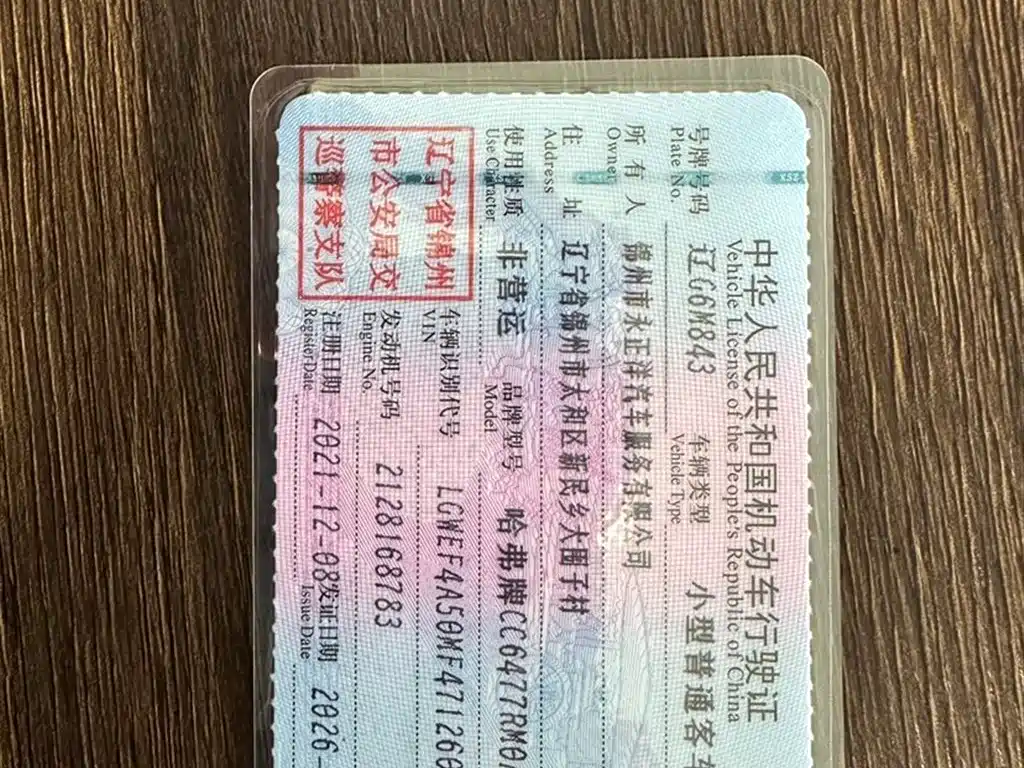 中华人民共和国机动车行驶证
Vehicle License of the People's Republic of China
号牌号码 辽G6M843 车辆类型 小型普通客车
Plate No. Vehicle Type
所有人 锦州市永正祥汽车服务有限公司
Owner
住址 辽宁省锦州市太和区新民乡大圈子村
Address
使用性质 非营运 品牌型号 哈弗牌CC6477RM0
Use Character Model
辽宁省锦州
市公安局交
巡警察支队
车辆识别代号 LGWEF4A50MF471260
VIN
发动机号码 2128168783
Engine No.
注册日期 2021-12-08 发证日期 2026-
Register Date Issue Date